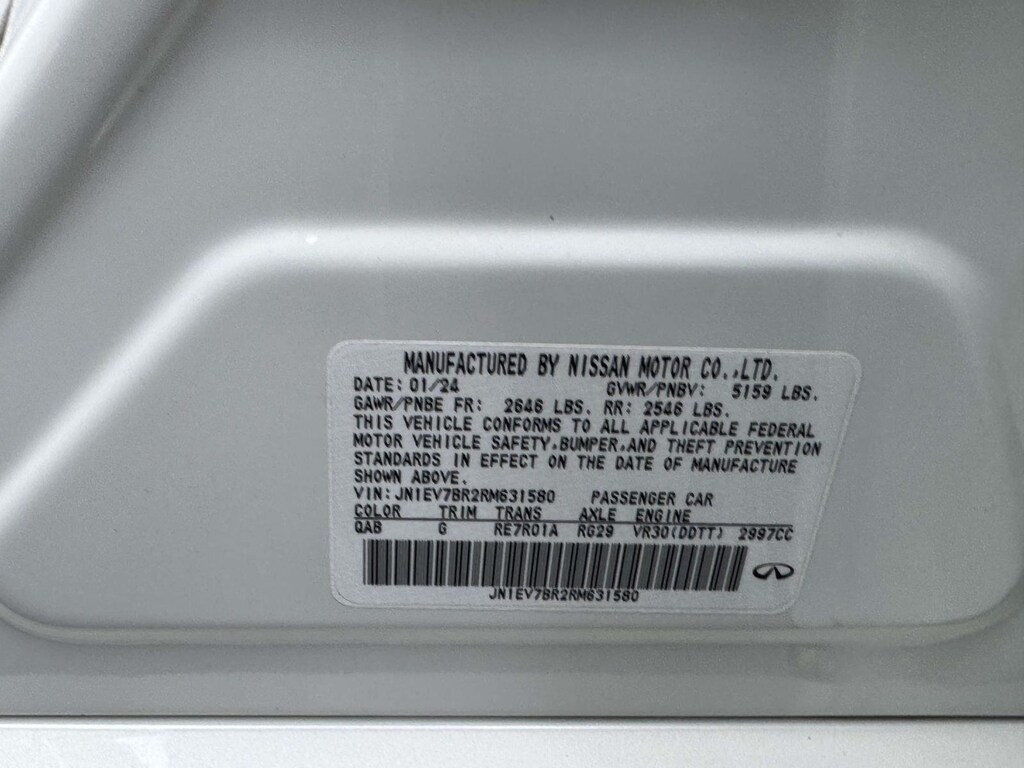 MANUFACTURED BY NISSAN MOTOR CO.,LTD.
DATE: 01/24 GVWR/PNBV: 5159 LBS.
GAWR/PNBE FR: 2646 LBS. RR: 2546 LBS.
THIS VEHICLE CONFORMS TO ALL APPLICABLE FEDERAL
MOTOR VEHICLE SAFETY,BUMPER,AND THEFT PREVENTION
STANDARDS IN EFFECT ON THE DATE OF MANUFACTURE
SHOWN ABOVE.
VIN: JN1EV7BR2RM631580 PASSENGER CAR
COLOR TRIM TRANS AXLE ENGINE
QAB G RE7R01A RG29 VR30(DDTT) 2997CC
JN1EV7BR2RM631580